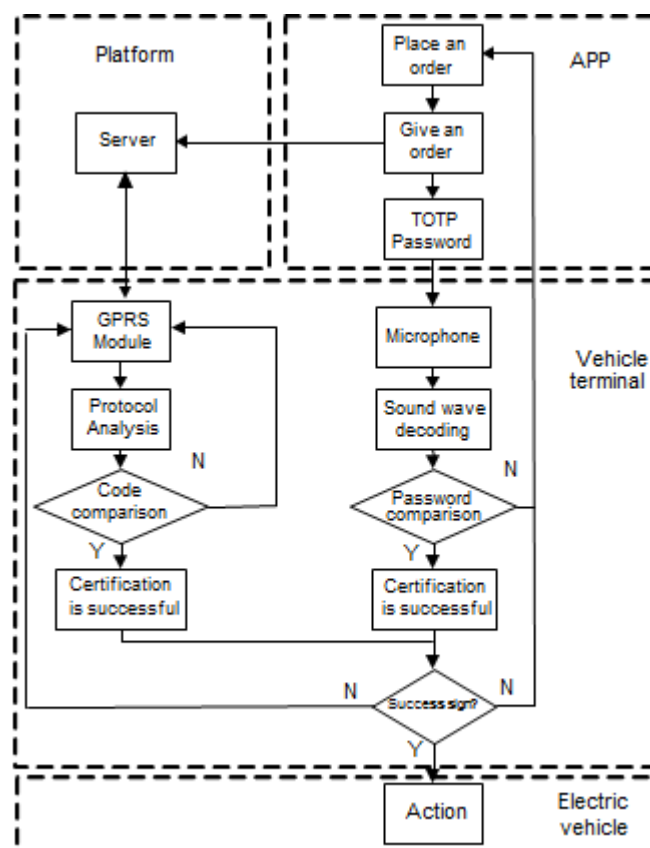 Platform
Place an
order
APP
Server
Give an
order
TOTP
Password
GPRS
Module
Microphone
Vehicle
terminal
Protocol
Analysis
Sound wave
decoding
N
N
Code
comparison
Password
comparison
Y
Y
Certification
is successful
Certification
is successful
N
N
Success sign?
Y
Action
Electric
vehicle